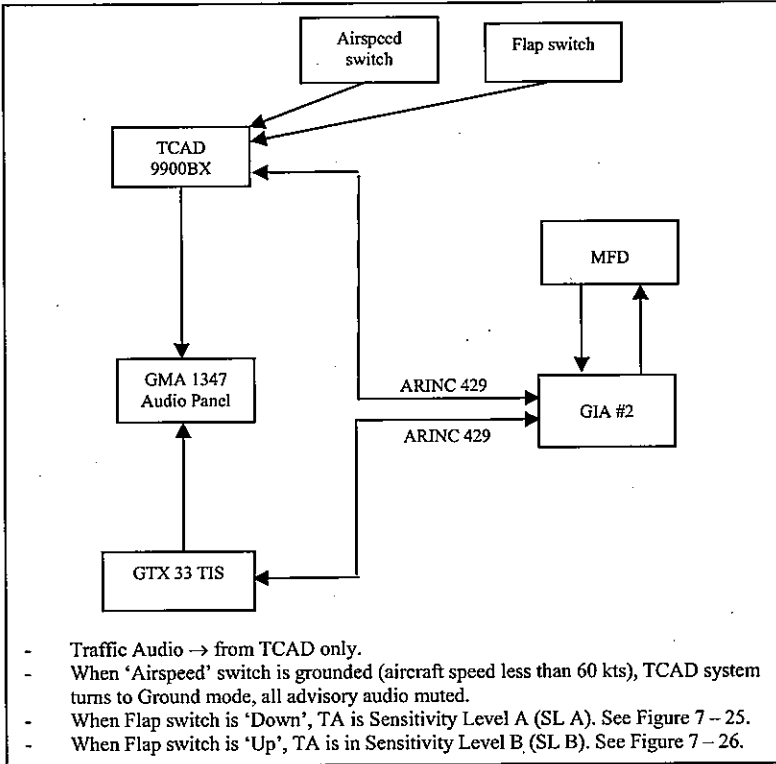 Airspeed
switch
Flap switch
TCAD
9900BX
MFD
GMA 1347
Audio Panel
ARINC 429
GIA #2
ARINC 429
GTX 33 TIS
- Traffic Audio → from TCAD only.
- When ‘Airspeed’ switch is grounded (aircraft speed less than 60 kts), TCAD system
turns to Ground mode, all advisory audio muted.
- When Flap switch is ‘Down’, TA is Sensitivity Level A (SL A). See Figure 7 – 25.
- When Flap switch is ‘Up’, TA is in Sensitivity Level B (SL B). See Figure 7 – 26.